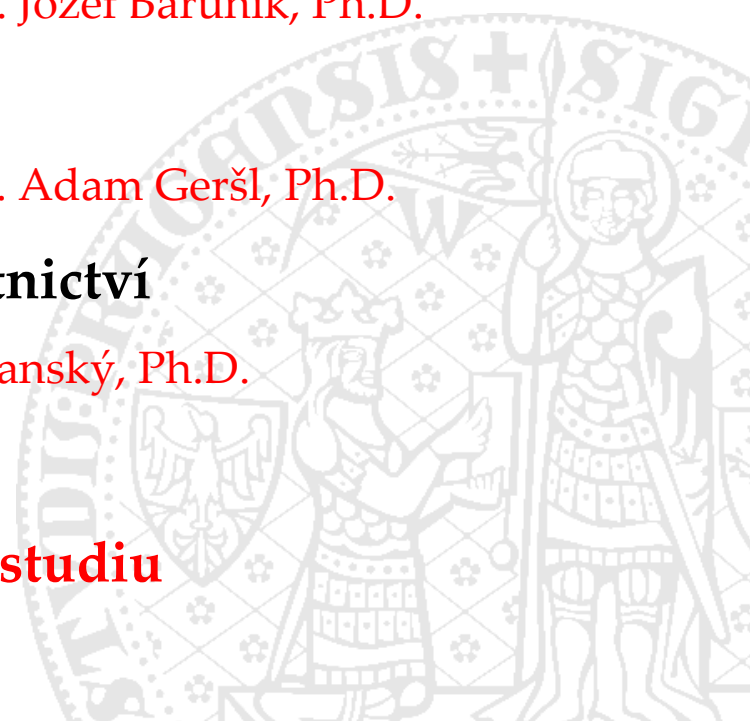 . Jozef Baruník, Ph.D.
. Adam Geršl, Ph.D.
tnictví
anský, Ph.D.
studiu